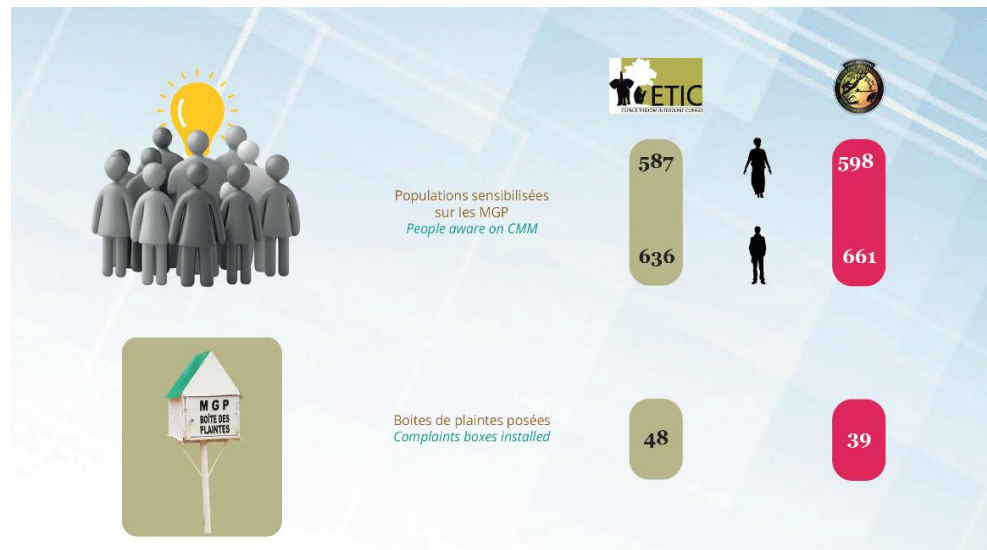 ETIC
ESPACE TRIDOM INTERZONE CONGO
587
598
Populations sensibilisées
sur les MGP
People aware on CMM
636
661
MGP
BOÎTE DES
PLAINTES
Boites de plaintes posées
Complaints boxes installed
48
39